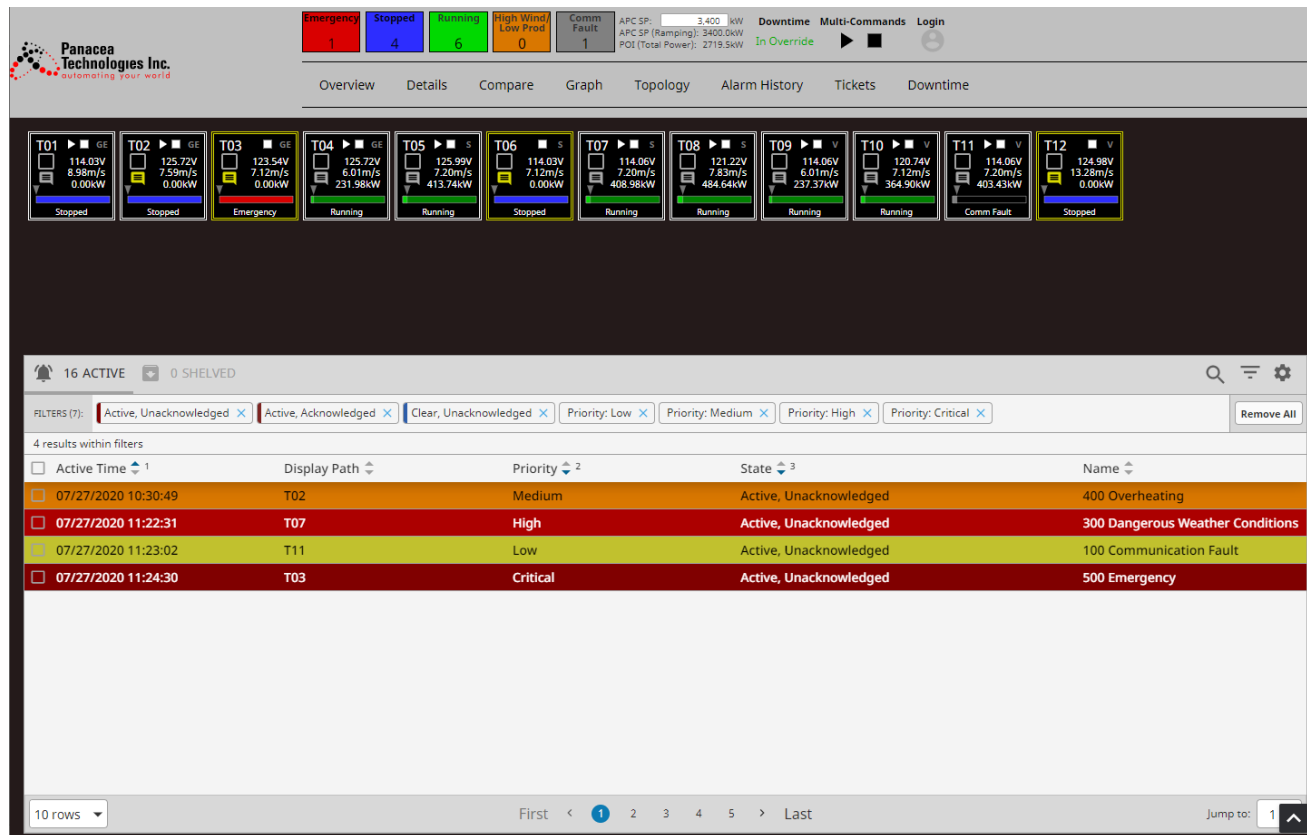 Panacea
Technologies Inc.
automating your world
Emergency
1
Stopped
4
Running
6
High Wind/
Low Prod
0
Comm
Fault
1
APC SP: 3,400 kW
APC SP (Ramping): 3400.0kW
POI (Total Power): 2719.5kW
Downtime
In Override
Multi-Commands
Login
Overview Details Compare Graph Topology Alarm History Tickets Downtime
T01 GE
114.03V
8.98m/s
0.00kW
Stopped
T02 GE
125.72V
7.59m/s
0.00kW
Stopped
T03 GE
123.54V
7.12m/s
0.00kW
Emergency
T04 GE
125.72V
6.01m/s
231.98kW
Running
T05 S
125.99V
7.20m/s
413.74kW
Running
T06 S
114.03V
7.12m/s
0.00kW
Stopped
T07 S
114.06V
7.20m/s
408.98kW
Running
T08 S
121.22V
7.83m/s
484.64kW
Running
T09 V
114.06V
6.01m/s
237.37kW
Running
T10 V
120.74V
7.12m/s
364.90kW
Running
T11 V
114.06V
7.20m/s
403.43kW
Comm Fault
T12 V
124.98V
13.28m/s
0.00kW
Stopped
16 ACTIVE 0 SHELVED
FILTERS (7): Active, Unacknowledged Active, Acknowledged Clear, Unacknowledged Priority: Low Priority: Medium Priority: High Priority: Critical Remove All
4 results within filters
Active Time 1 Display Path Priority 2 State 3 Name
07/27/2020 10:30:49 T02 Medium Active, Unacknowledged 400 Overheating
07/27/2020 11:22:31 T07 High Active, Unacknowledged 300 Dangerous Weather Conditions
07/27/2020 11:23:02 T11 Low Active, Unacknowledged 100 Communication Fault
07/27/2020 11:24:30 T03 Critical Active, Unacknowledged 500 Emergency
10 rows First 1 2 3 4 5 Last Jump to: 1